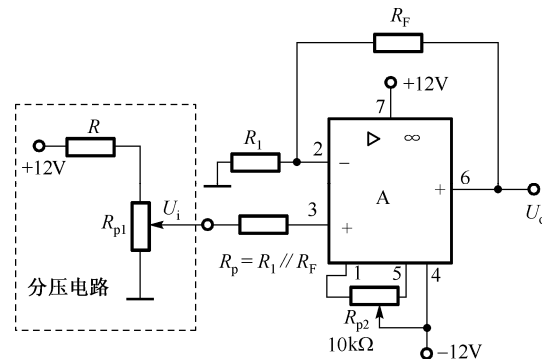 R_F
+12V
7
R
+12V
R_1
2
−
▷ ∞
A
+
6
U_i
3
+
R_p1
R_p = R_1 // R_F
1
5
4
分压电路
R_p2
10kΩ
−12V